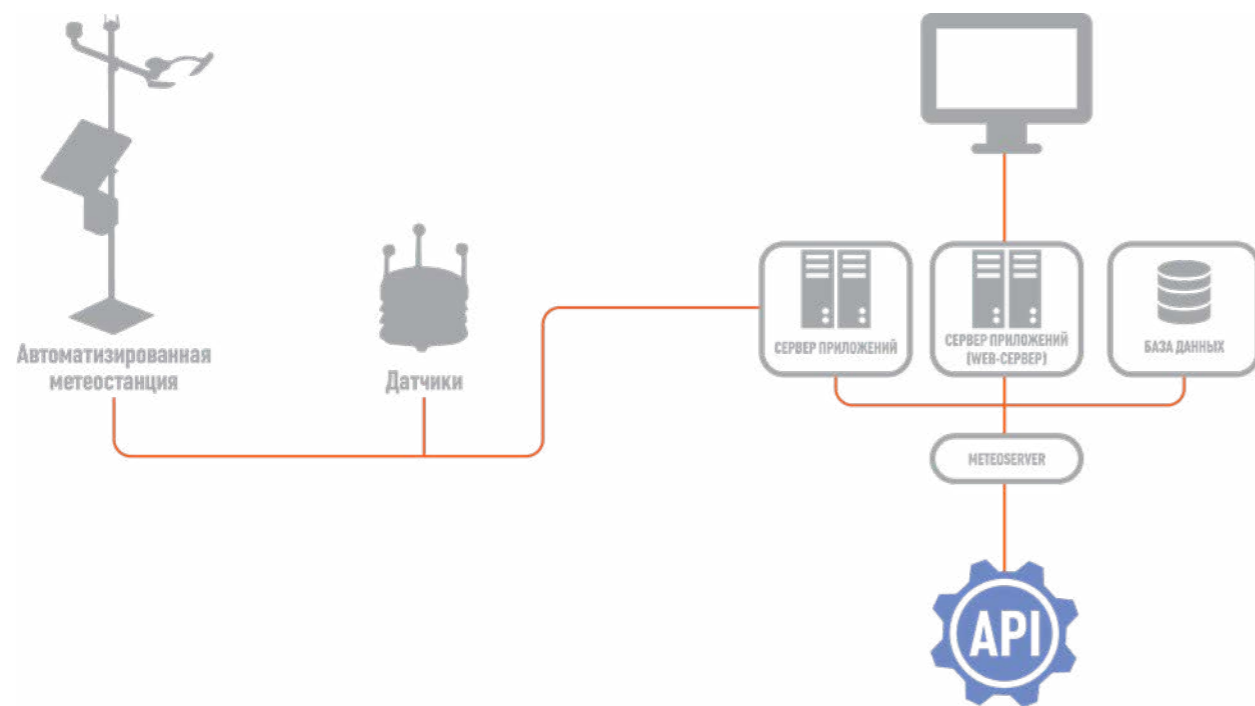 Автоматизированная
метеостанция
Датчики
СЕРВЕР ПРИЛОЖЕНИЙ
СЕРВЕР ПРИЛОЖЕНИЙ
(WEB-СЕРВЕР)
БАЗА ДАННЫХ
METEOSERVER
API